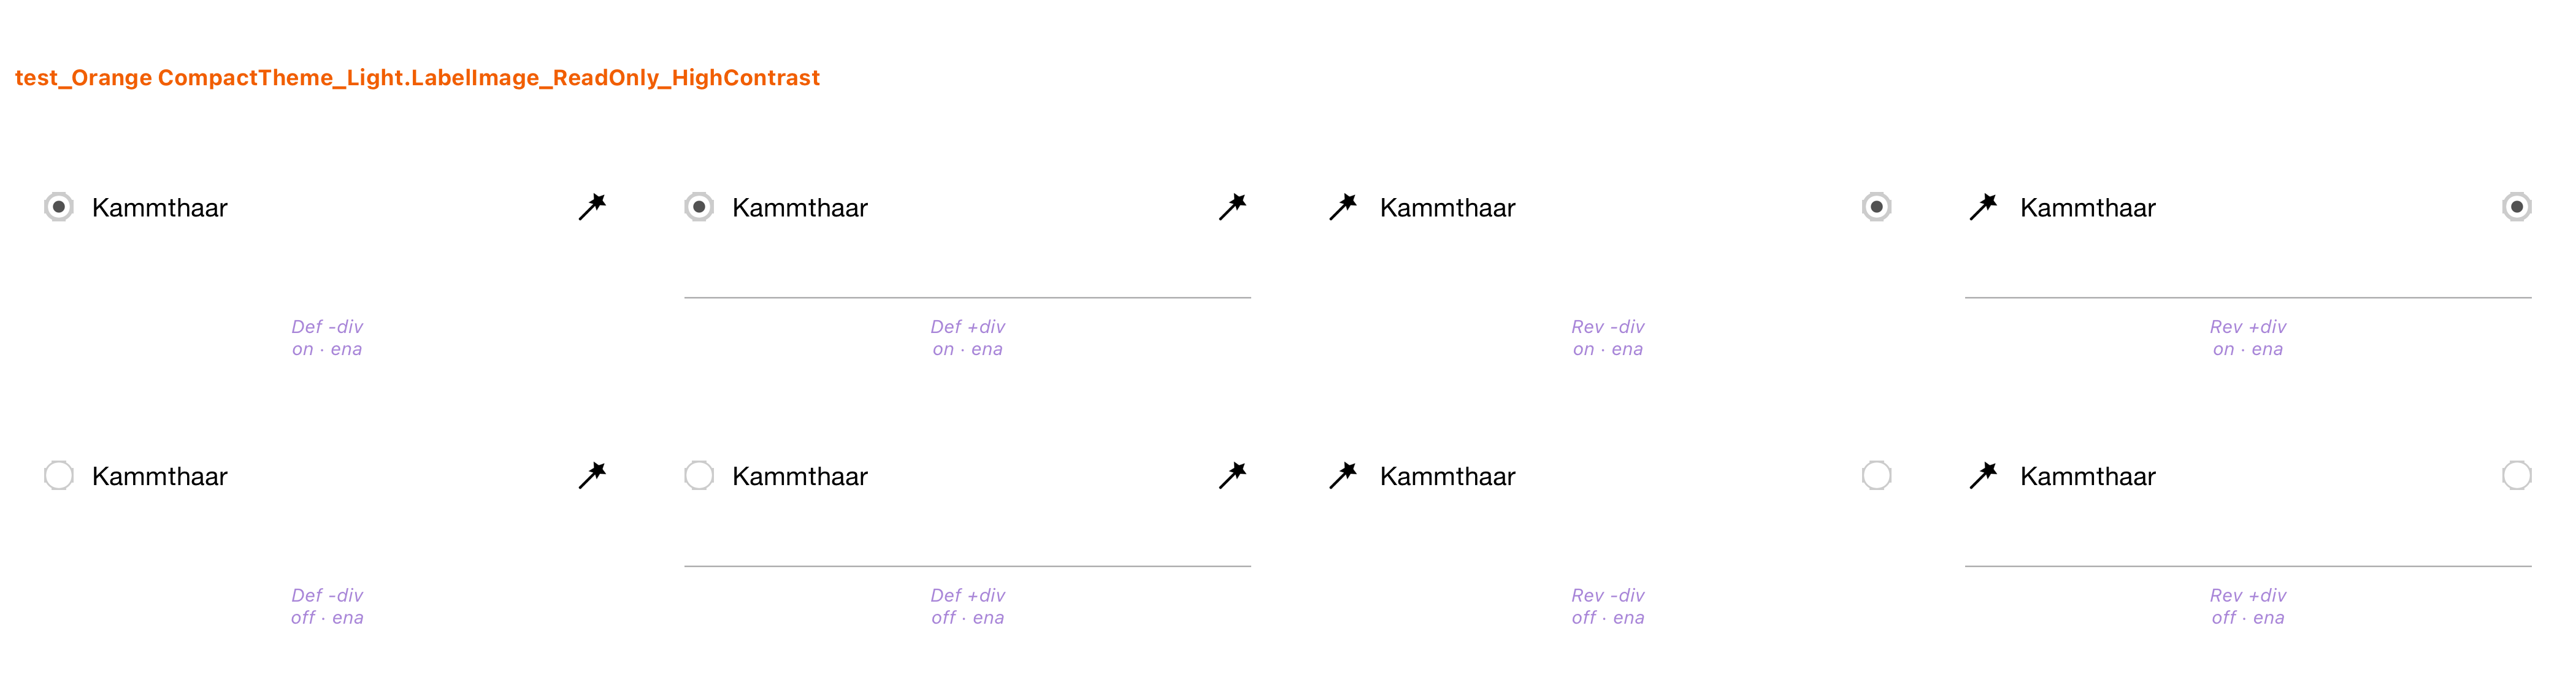 test_Orange CompactTheme_Light.LabelImage_ReadOnly_HighContrast
Kammthaar
Kammthaar
Kammthaar
Kammthaar
Def -div
on · ena
Def +div
on · ena
Rev -div
on · ena
Rev +div
on · ena
Kammthaar
Kammthaar
Kammthaar
Kammthaar
Def -div
off · ena
Def +div
off · ena
Rev -div
off · ena
Rev +div
off · ena